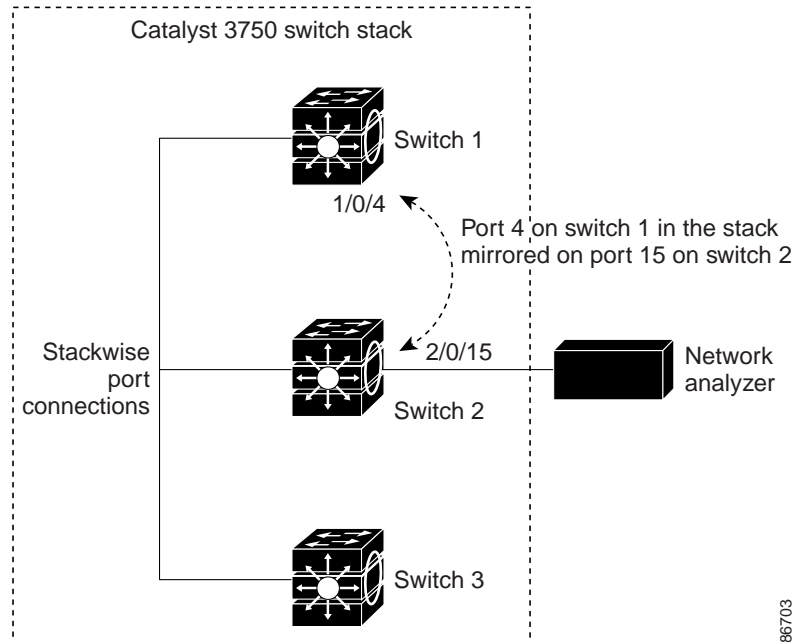 Catalyst 3750 switch stack
Switch 1
1/0/4
Port 4 on switch 1 in the stack
mirrored on port 15 on switch 2
Stackwise
port
connections
2/0/15
Switch 2
Network
analyzer
Switch 3
86703